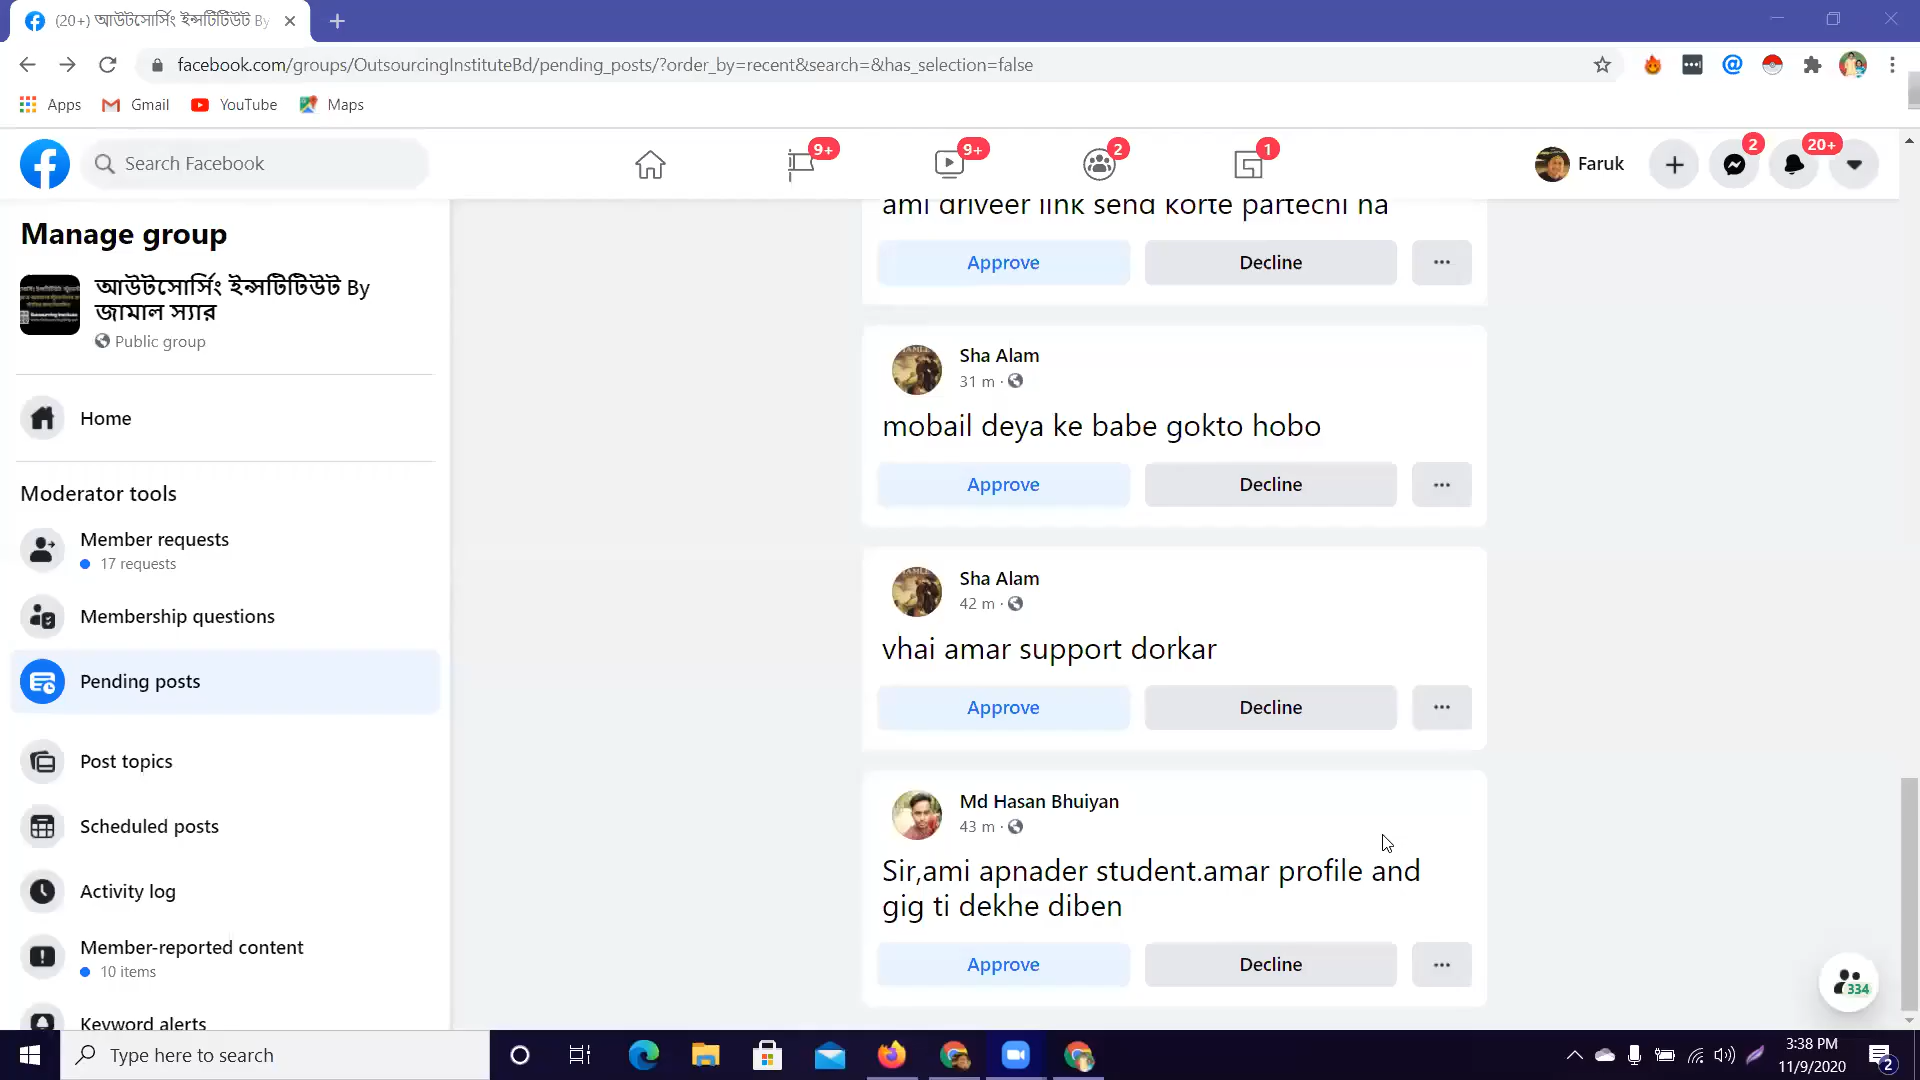 (20+) আউটসোর্সিং ইন্সটিটিউট By
facebook.com/groups/OutsourcingInstituteBd/pending_posts/?order_by=recent&search=&has_selection=false
Apps Gmail YouTube Maps
Search Facebook
9+
9+
2
1
Faruk
2
20+
Manage group
আউটসোর্সিং ইন্সটিটিউট By
জামাল স্যার
Public group
Home
Moderator tools
Member requests
17 requests
Membership questions
Pending posts
Post topics
Scheduled posts
Activity log
Member-reported content
10 items
Keyword alerts
ami driveer link send korte partechi na
Approve Decline
Sha Alam
31 m
mobail deya ke babe gokto hobo
Approve Decline
Sha Alam
42 m
vhai amar support dorkar
Approve Decline
Md Hasan Bhuiyan
43 m
Sir,ami apnader student.amar profile and
gig ti dekhe diben
Approve Decline
334
Type here to search
3:38 PM
11/9/2020
2